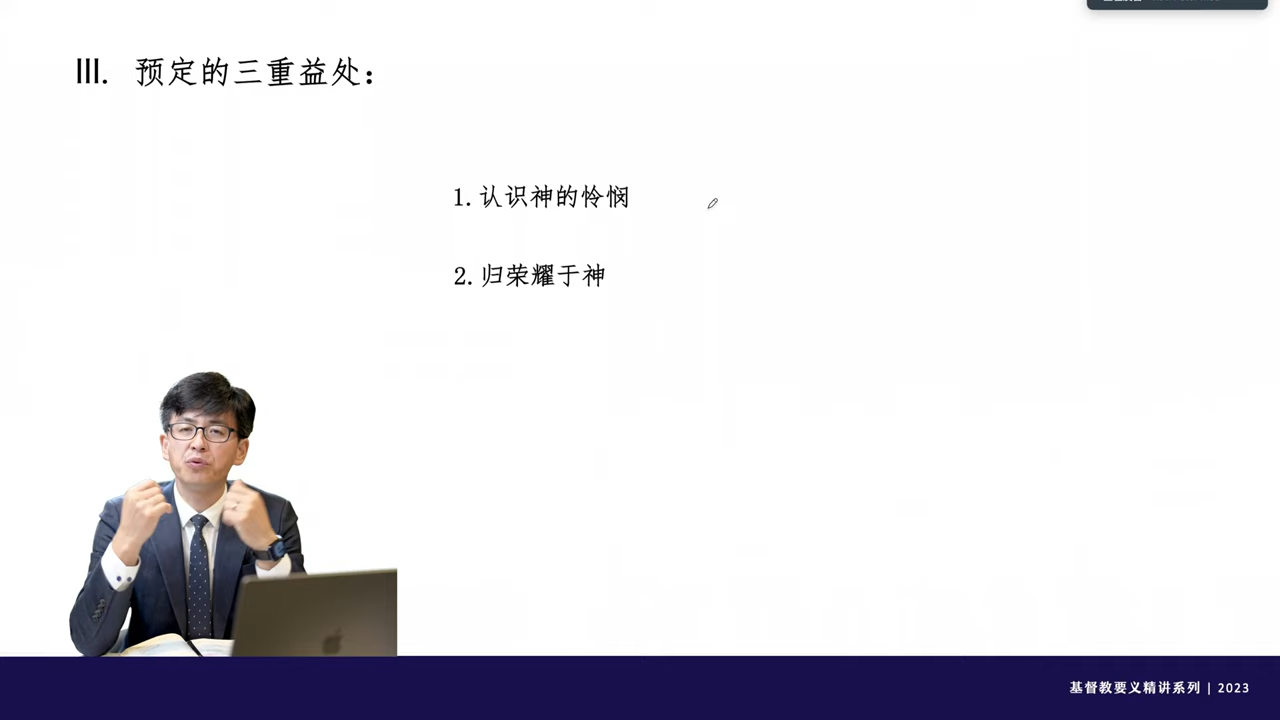 III. 预定的三重益处：
1. 认识神的怜悯
2. 归荣耀于神
基督教要义精讲系列 | 2023